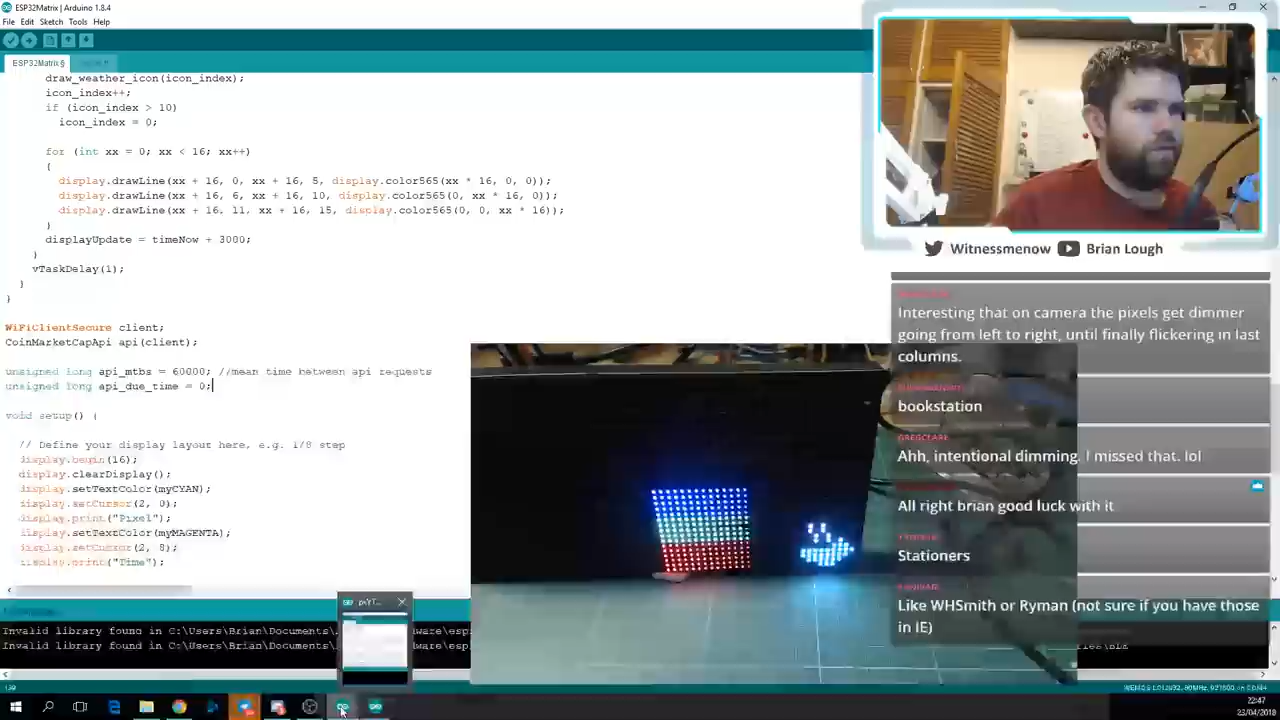 ESP32Matrix | Arduino 1.8.4
File Edit Sketch Tools Help
ESP32Matrix §
draw_weather_icon(icon_index);
icon_index++;
if (icon_index > 10)
icon_index = 0;
for (int xx = 0; xx < 16; xx++)
{
display.drawLine(xx + 16, 0, xx + 16, 5, display.color565(xx * 16, 0, 0));
display.drawLine(xx + 16, 6, xx + 16, 10, display.color565(0, xx * 16, 0));
display.drawLine(xx + 16, 11, xx + 16, 15, display.color565(0, 0, xx * 16));
}
displayUpdate = timeNow + 3000;
}
vTaskDelay(1);
}
}
WiFiClientSecure client;
CoinMarketCapApi api(client);
unsigned long api_mtbs = 60000; //mean time between api requests
unsigned long api_due_time = 0;
void setup() {
// Define your display layout here, e.g. 1/8 step
display.begin(16);
display.clearDisplay();
display.setTextColor(myCYAN);
display.setCursor(2, 0);
display.print("Pixel");
display.setTextColor(myMAGENTA);
display.setCursor(2, 8);
display.print("Time");
Invalid library found in C:\Users\Brian\Documents\
Invalid library found in C:\Users\Brian\Documents\
Witnessmenow Brian Lough
Interesting that on camera the pixels get dimmer
going from left to right, until finally flickering in last
columns.
bookstation
GREGCLARK
Ahh, intentional dimming. I missed that. lol
All right brian good luck with it
Stationers
Like WHSmith or Ryman (not sure if you have those
in IE)
22:47
23/04/2018